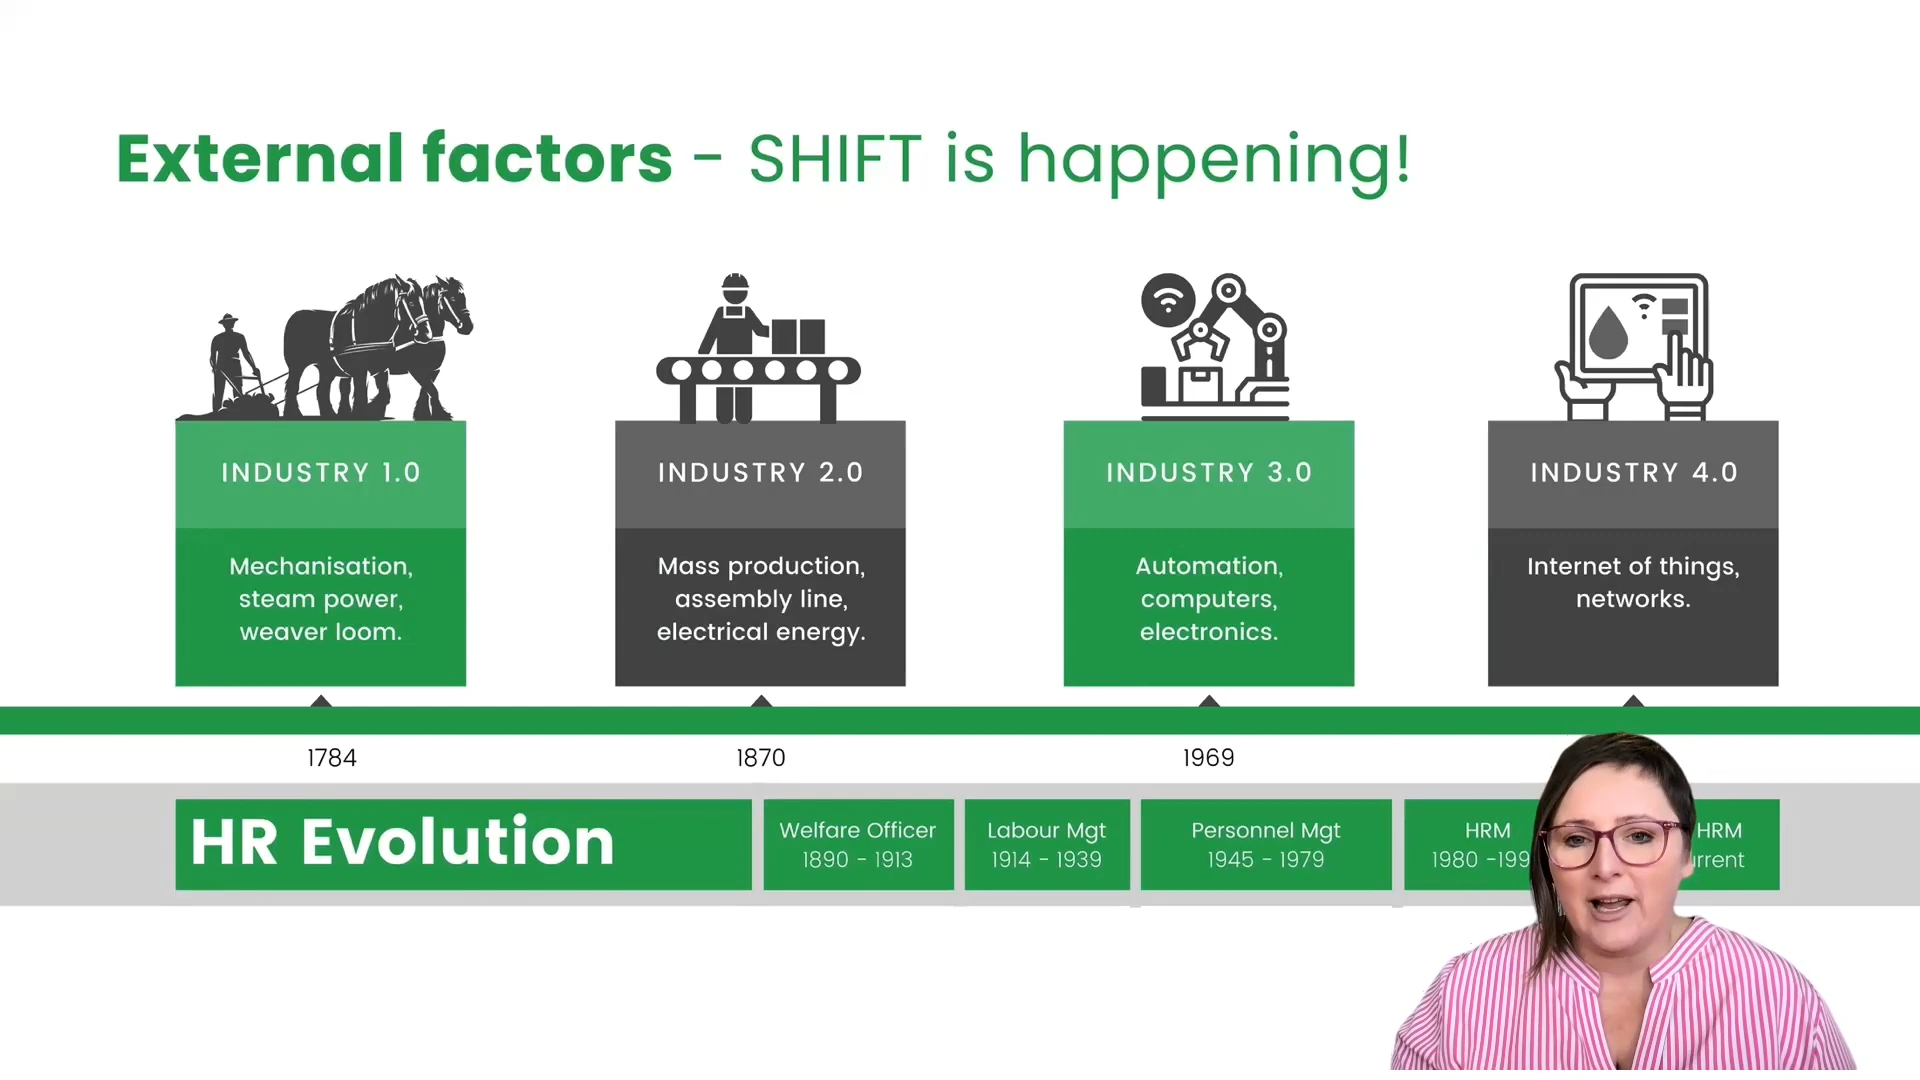 External factors - SHIFT is happening!
INDUSTRY 1.0
Mechanisation,
steam power,
weaver loom.
INDUSTRY 2.0
Mass production,
assembly line,
electrical energy.
INDUSTRY 3.0
Automation,
computers,
electronics.
INDUSTRY 4.0
Internet of things,
networks.
1784
1870
1969
HR Evolution
Welfare Officer
1890 - 1913
Labour Mgt
1914 - 1939
Personnel Mgt
1945 - 1979
HRM
1980 -
HRM